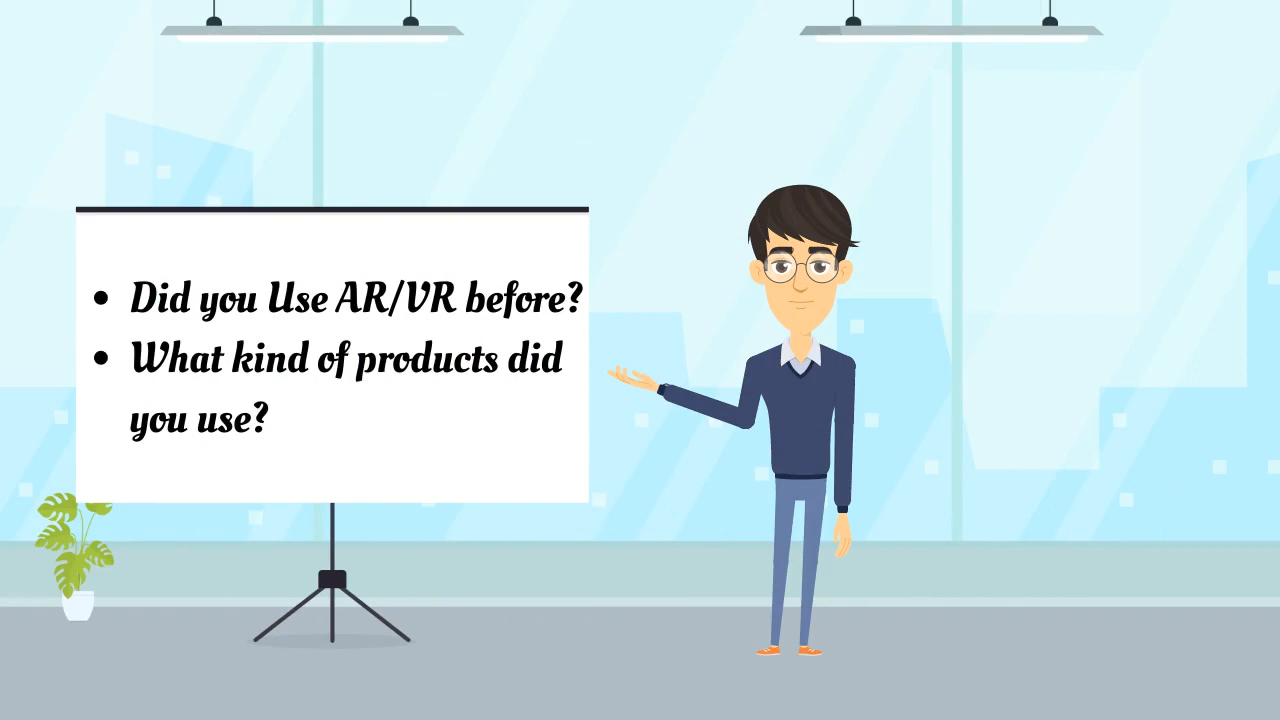 • Did you Use AR/VR before?
• What kind of products did
you use?